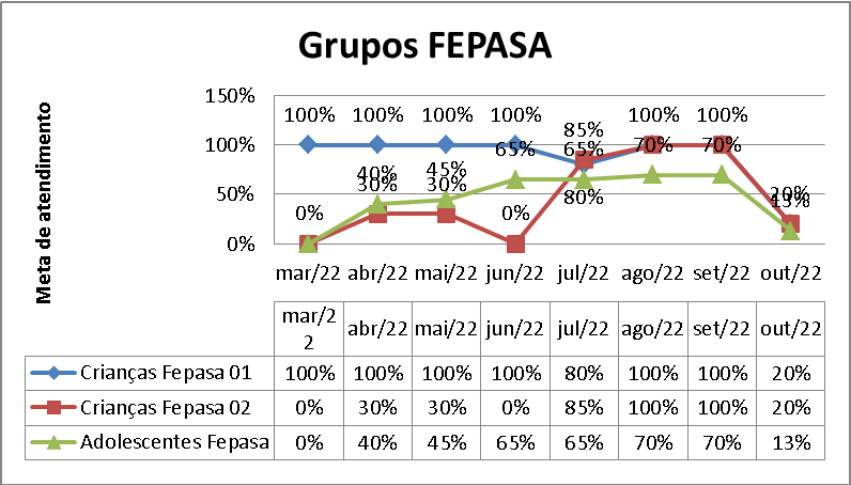 Grupos FEPASA
Meta de atendimento
150%
100%
50%
0%
100% 100% 100% 100% 100% 100%
85%
65% 65% 70% 70%
40% 45%
30% 30%
80%
0% 0%
20%
13%
mar/22 abr/22 mai/22 jun/22 jul/22 ago/22 set/22 out/22
mar/2
2 abr/22 mai/22 jun/22 jul/22 ago/22 set/22 out/22
Crianças Fepasa 01 100% 100% 100% 100% 80% 100% 100% 20%
Crianças Fepasa 02 0% 30% 30% 0% 85% 100% 100% 20%
Adolescentes Fepasa 0% 40% 45% 65% 65% 70% 70% 13%